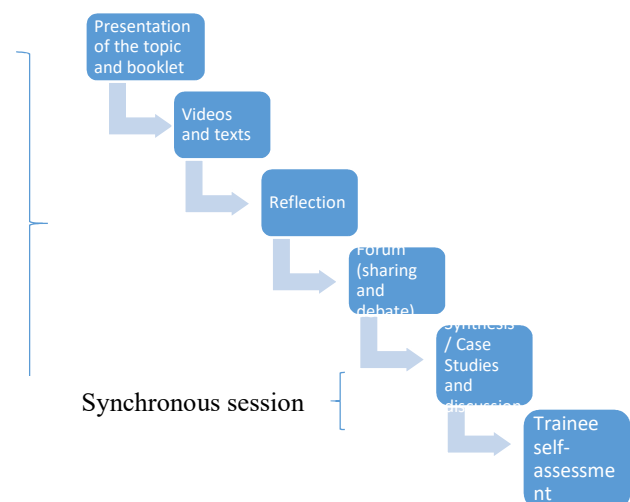 Presentation
of the topic
and booklet
Videos
and texts
Reflection
Forum
(sharing
and
debate)
Synthesis
/ Case
Studies
and
discussion
Synchronous session
Trainee
self-
assessme
nt